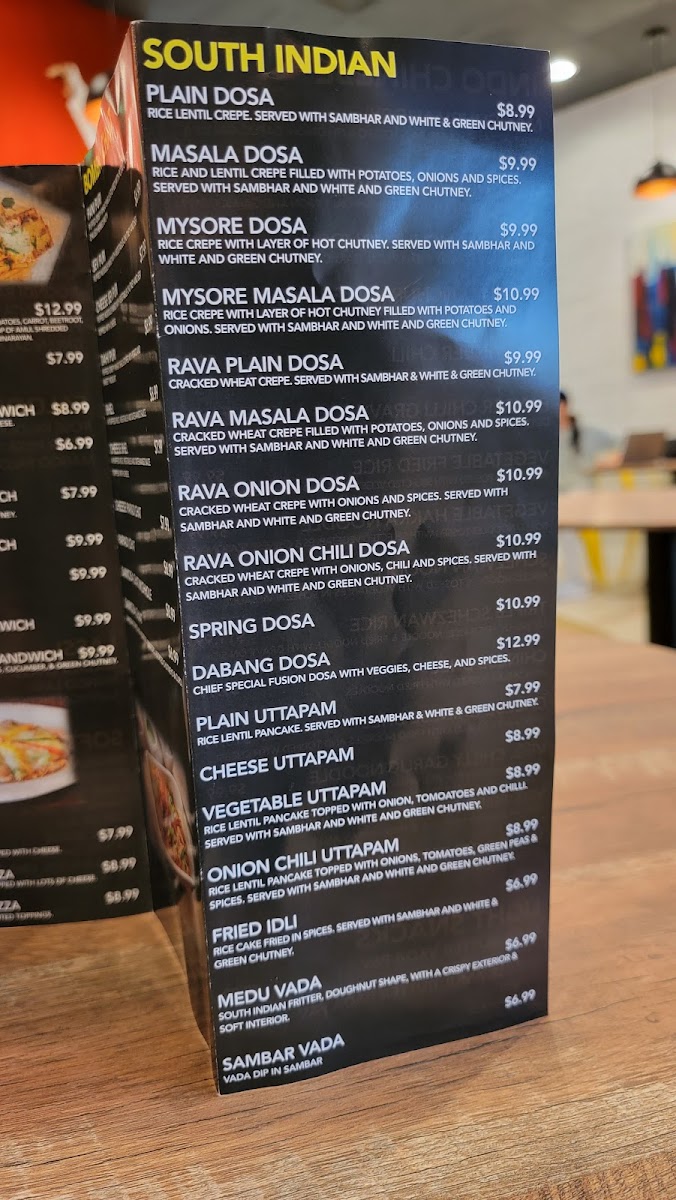 SOUTH INDIAN
PLAIN DOSA $8.99
RICE LENTIL CREPE. SERVED WITH SAMBHAR AND WHITE & GREEN CHUTNEY.
MASALA DOSA $9.99
RICE AND LENTIL CREPE FILLED WITH POTATOES, ONIONS AND SPICES.
SERVED WITH SAMBHAR AND WHITE AND GREEN CHUTNEY.
MYSORE DOSA $9.99
RICE CREPE WITH LAYER OF HOT CHUTNEY. SERVED WITH SAMBHAR AND
WHITE AND GREEN CHUTNEY.
MYSORE MASALA DOSA $10.99
RICE CREPE WITH LAYER OF HOT CHUTNEY FILLED WITH POTATOES AND
ONIONS. SERVED WITH SAMBHAR AND WHITE AND GREEN CHUTNEY.
RAVA PLAIN DOSA $9.99
CRACKED WHEAT CREPE. SERVED WITH SAMBHAR & WHITE & GREEN CHUTNEY.
RAVA MASALA DOSA $10.99
CRACKED WHEAT CREPE FILLED WITH POTATOES, ONIONS AND SPICES.
SERVED WITH SAMBHAR AND WHITE AND GREEN CHUTNEY.
RAVA ONION DOSA $10.99
CRACKED WHEAT CREPE WITH ONIONS AND SPICES. SERVED WITH
SAMBHAR AND WHITE AND GREEN CHUTNEY.
RAVA ONION CHILI DOSA $10.99
CRACKED WHEAT CREPE WITH ONIONS, CHILI AND SPICES. SERVED WITH
SAMBHAR AND WHITE AND GREEN CHUTNEY.
SPRING DOSA $10.99
DABANG DOSA $12.99
CHIEF SPECIAL FUSION DOSA WITH VEGGIES, CHEESE, AND SPICES.
PLAIN UTTAPAM $7.99
RICE LENTIL PANCAKE. SERVED WITH SAMBHAR & WHITE & GREEN CHUTNEY.
CHEESE UTTAPAM $8.99
VEGETABLE UTTAPAM $8.99
RICE LENTIL PANCAKE TOPPED WITH ONION, TOMOATOES AND CHILLI.
SERVED WITH SAMBHAR AND WHITE AND GREEN CHUTNEY.
ONION CHILI UTTAPAM $8.99
RICE LENTIL PANCAKE TOPPED WITH ONIONS, TOMATOES, GREEN PEAS &
SPICES. SERVED WITH SAMBHAR AND WHITE AND GREEN CHUTNEY.
FRIED IDLI $6.99
RICE CAKE FRIED IN SPICES. SERVED WITH SAMBHAR AND WHITE &
GREEN CHUTNEY.
MEDU VADA $6.99
SOUTH INDIAN FRITTER, DOUGHNUT SHAPE, WITH A CRISPY EXTERIOR &
SOFT INTERIOR.
SAMBAR VADA $6.99
VADA DIP IN SAMBAR
$12.99
$7.99
WICH $8.99
$6.99
CH $7.99
CH $9.99
$9.99
WICH $9.99
ANDWICH $9.99
CUCUMBER, & GREEN CHUTNEY.
$7.99
WITH CHEESE.
ZA $8.99
WITH LOTS OF CHEESE.
ZZA $8.99
TOPPINGS.